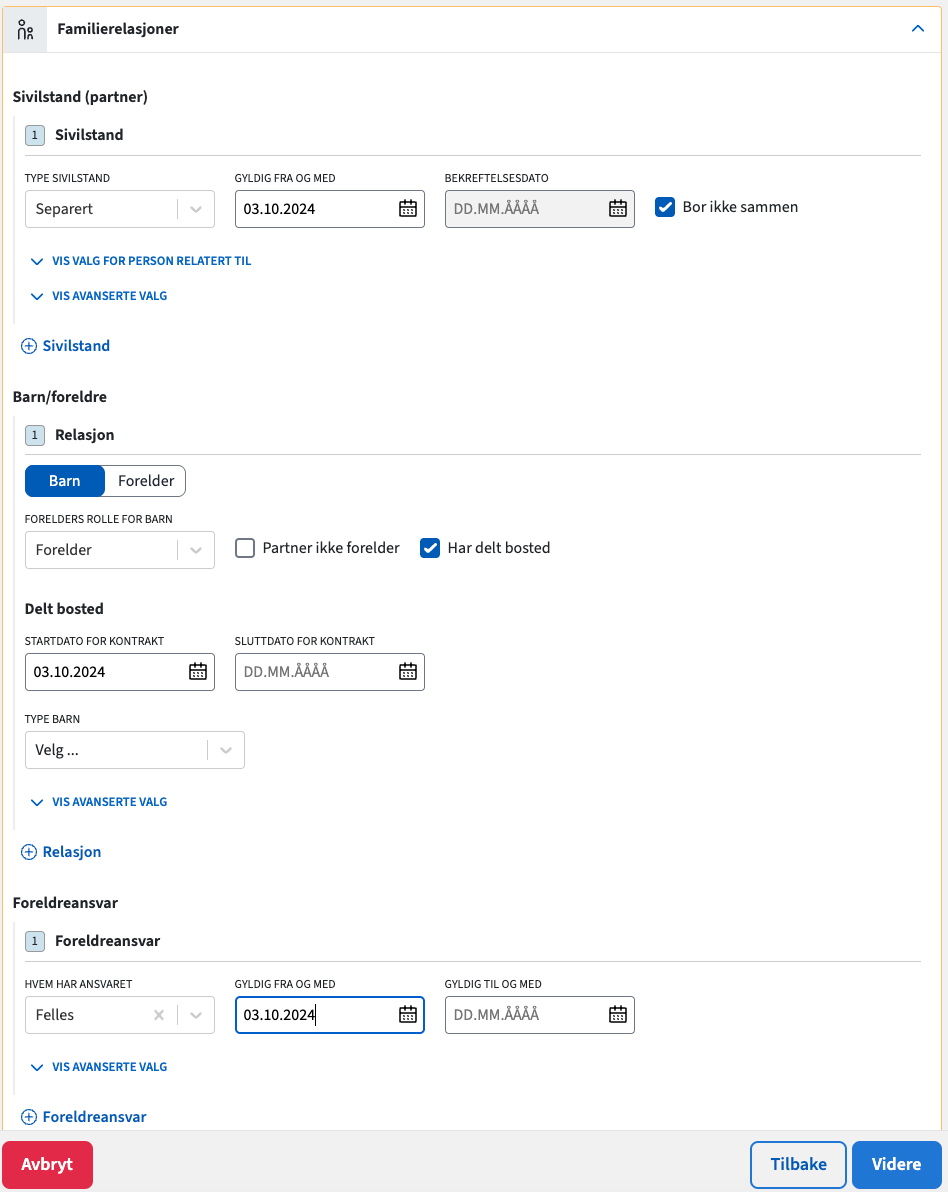 Familierelasjoner
Sivilstand (partner)
1 Sivilstand
TYPE SIVILSTAND GYLDIG FRA OG MED BEKREFTELSESDATO
Separert 03.10.2024 DD.MM.ÅÅÅÅ Bor ikke sammen
VIS VALG FOR PERSON RELATERT TIL
VIS AVANSERTE VALG
Sivilstand
Barn/foreldre
1 Relasjon
Barn Forelder
FORELDERS ROLLE FOR BARN
Forelder Partner ikke forelder Har delt bosted
Delt bosted
STARTDATO FOR KONTRAKT SLUTTDATO FOR KONTRAKT
03.10.2024 DD.MM.ÅÅÅÅ
TYPE BARN
Velg ...
VIS AVANSERTE VALG
Relasjon
Foreldreansvar
1 Foreldreansvar
HVEM HAR ANSVARET GYLDIG FRA OG MED GYLDIG TIL OG MED
Felles 03.10.2024 DD.MM.ÅÅÅÅ
VIS AVANSERTE VALG
Foreldreansvar
Avbryt Tilbake Videre